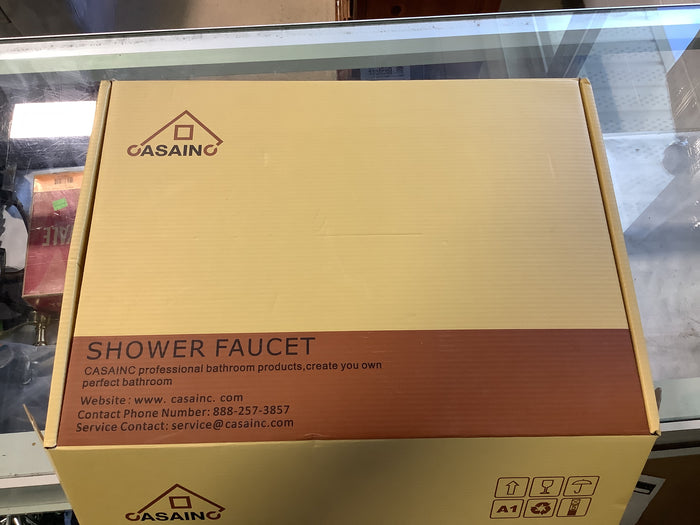 CASAINC
SHOWER FAUCET
CASAINC professional bathroom products,create you own
perfect bathroom
Website: www. casainc. com
Contact Phone Number: 888-257-3857
Service Contact: service@casainc.com
CASAINC
A1